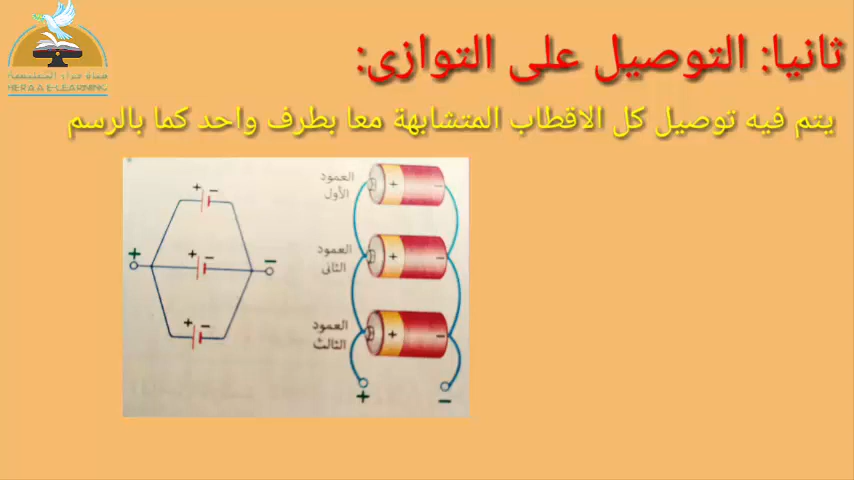 ثانيا: التوصيل على التوازى:
يتم فيه توصيل كل الاقطاب المتشابهة معا بطرف واحد كما بالرسم
HERAA E-LEARNING
العمود
الأول
العمود
الثانى
العمود
الثالث